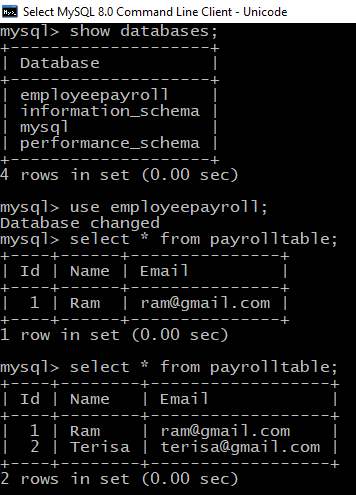 Select MySQL 8.0 Command Line Client - Unicode
mysql> show databases;
+--------------------+
| Database           |
+--------------------+
| employeepayroll    |
| information_schema |
| mysql              |
| performance_schema |
+--------------------+
4 rows in set (0.00 sec)
mysql> use employeepayroll;
Database changed
mysql> select * from payrolltable;
+----+------+---------------+
| Id | Name | Email         |
+----+------+---------------+
|  1 | Ram  | ram@gmail.com |
+----+------+---------------+
1 row in set (0.00 sec)
mysql> select * from payrolltable;
+----+--------+------------------+
| Id | Name   | Email            |
+----+--------+------------------+
|  1 | Ram    | ram@gmail.com    |
|  2 | Terisa | terisa@gmail.com |
+----+--------+------------------+
2 rows in set (0.00 sec)